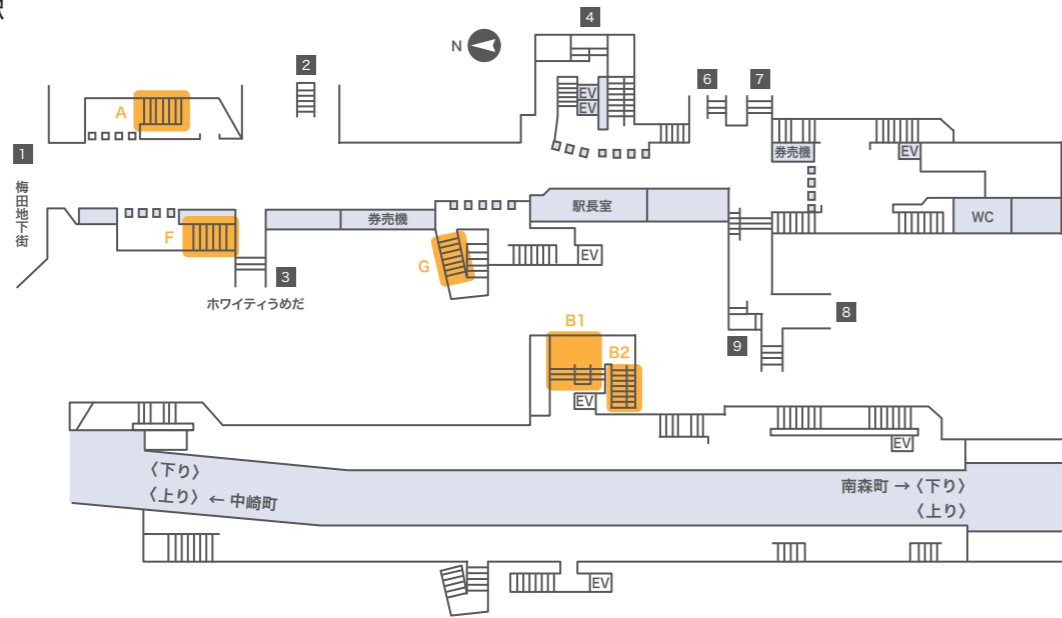 4
N
2
6
7
A
EV
EV
券売機
EV
1
梅田地下街
駅長室
WC
券売機
F
G
EV
3
ホワイティうめだ
8
B1
9
B2
EV
EV
〈下り〉
〈上り〉← 中崎町
南森町 →〈下り〉
〈上り〉
EV